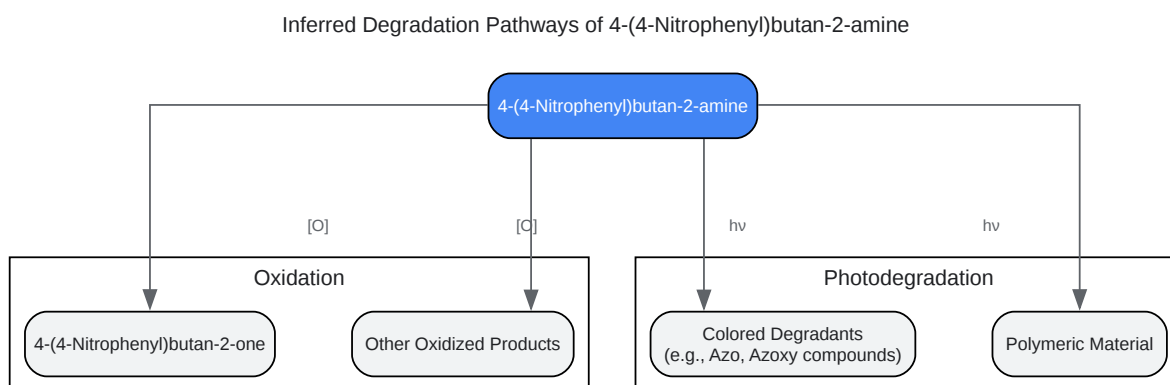 Inferred Degradation Pathways of 4-(4-Nitrophenyl)butan-2-amine
4-(4-Nitrophenyl)butan-2-amine
[O]
[O]
hν
hν
Oxidation
Photodegradation
4-(4-Nitrophenyl)butan-2-one
Other Oxidized Products
Colored Degradants
(e.g., Azo, Azoxy compounds)
Polymeric Material